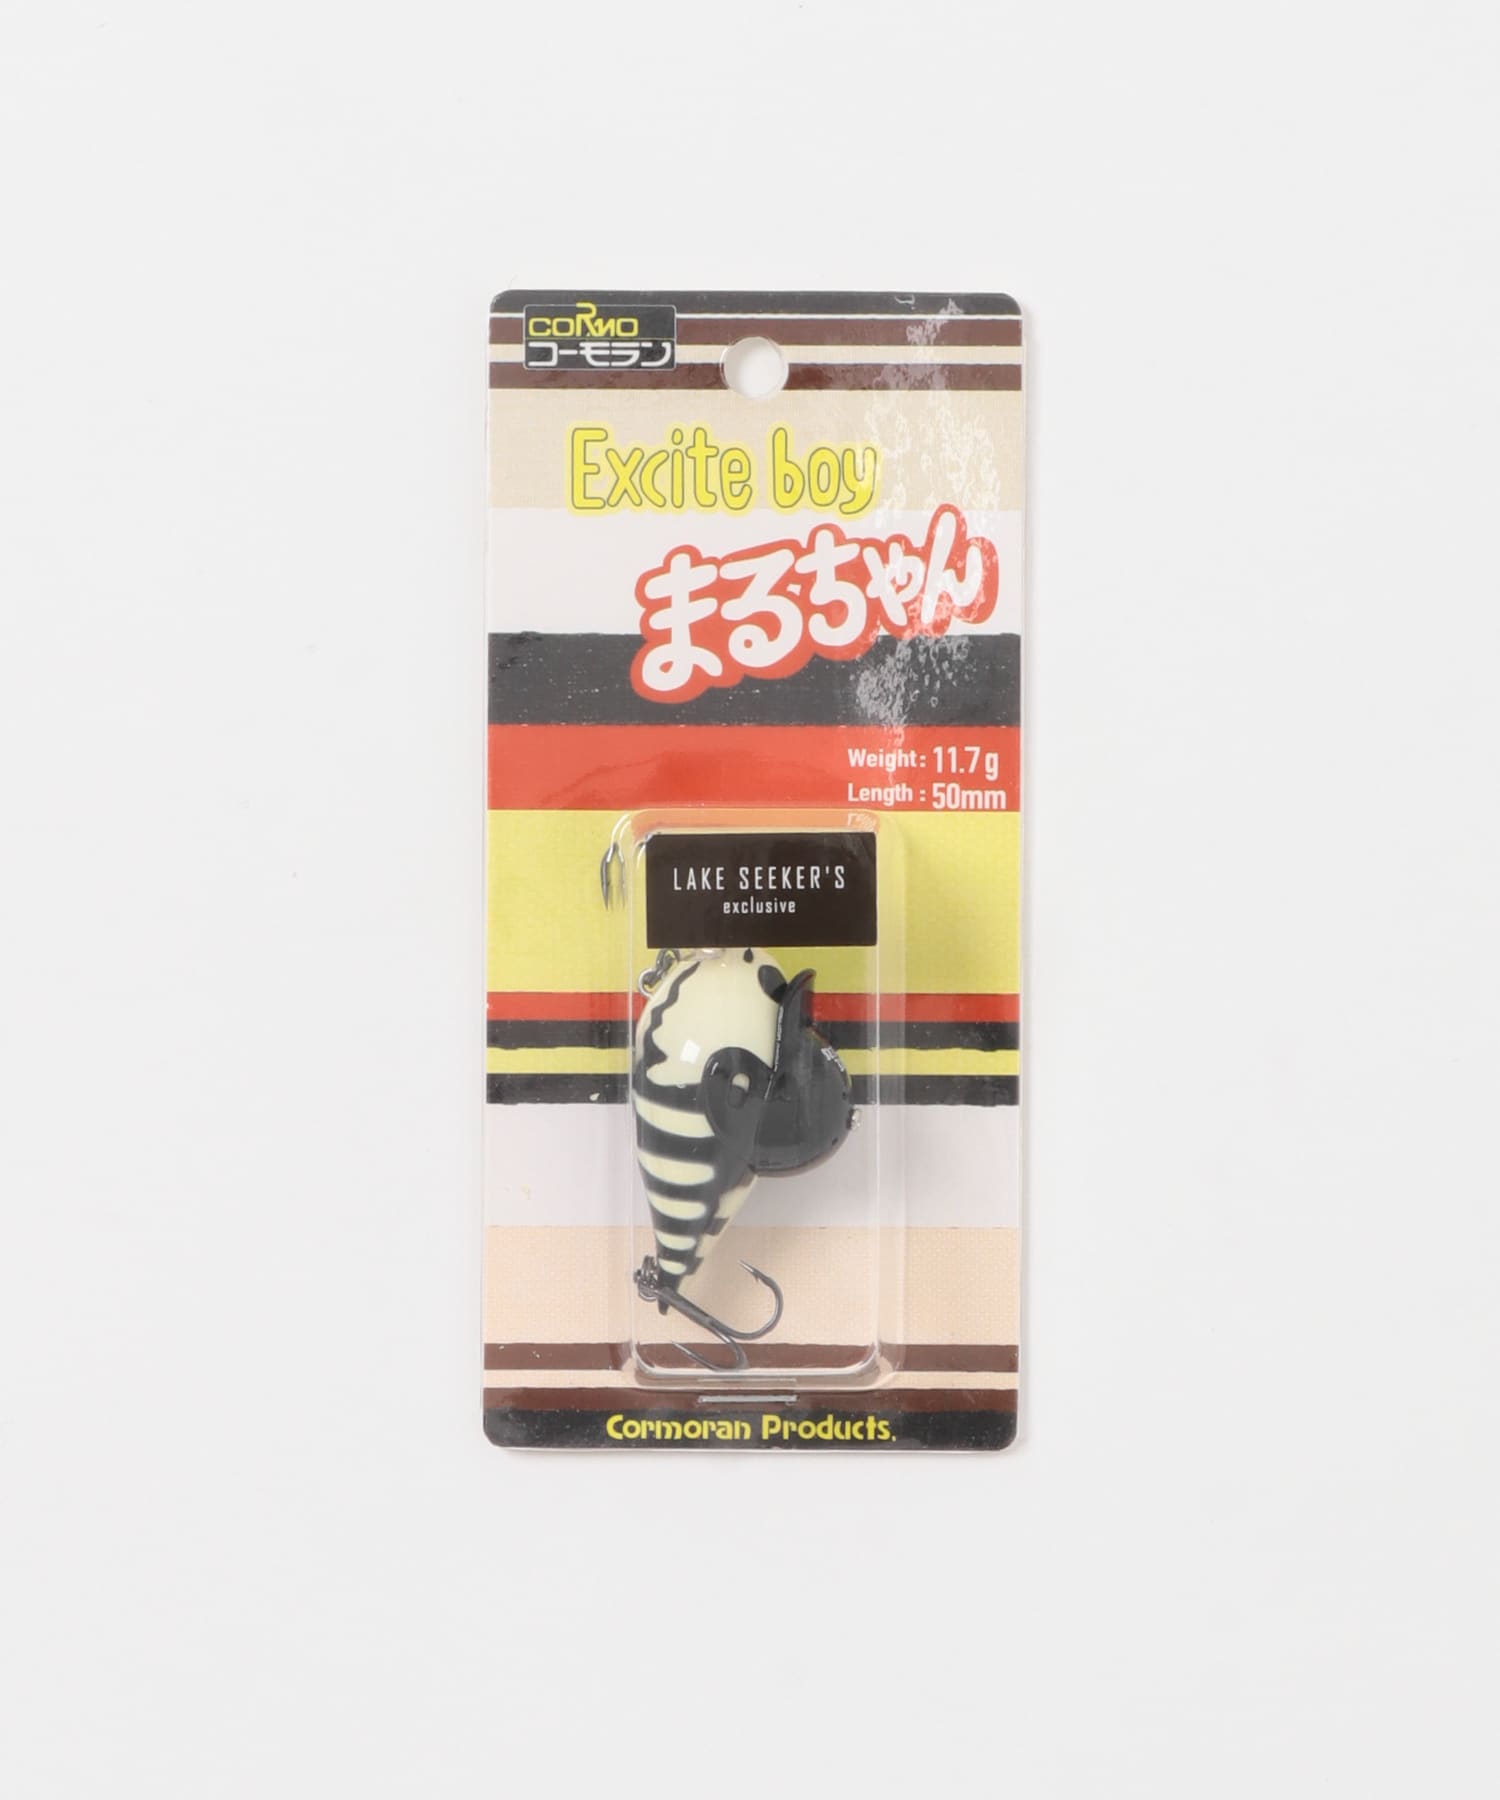 CORMO
コーモラン
Excite boy
まるちゃん
Weight : 11.7g
Length : 50mm
LAKE SEEKER'S
exclusive
Cormoran Products.